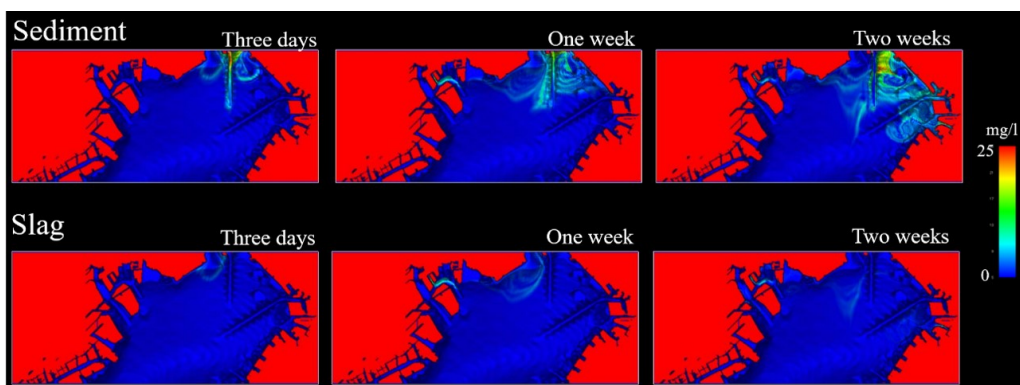 Sediment
Three days
One week
Two weeks
mg/l
25
0
Slag
Three days
One week
Two weeks